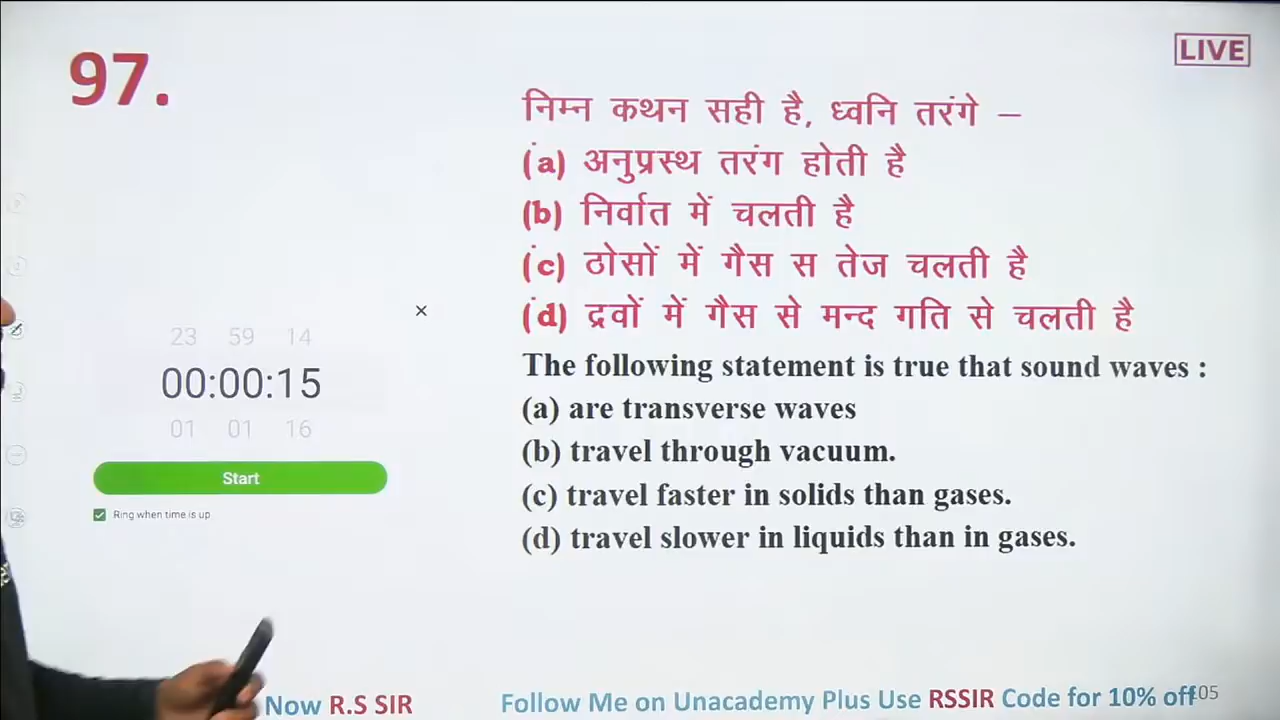 97.
LIVE
निम्न कथन सही है, ध्वनि तरंगे –
(a) अनुप्रस्थ तरंग होती है
(b) निर्वात में चलती है
(c) ठोसों में गैस स तेज चलती है
(d) द्रवों में गैस से मन्द गति से चलती है
The following statement is true that sound waves :
(a) are transverse waves
(b) travel through vacuum.
(c) travel faster in solids than gases.
(d) travel slower in liquids than in gases.
×
23 59 14
00:00:15
01 01 16
Start
Ring when time is up
Now R.S SIR
Follow Me on Unacademy Plus Use RSSIR Code for 10% off